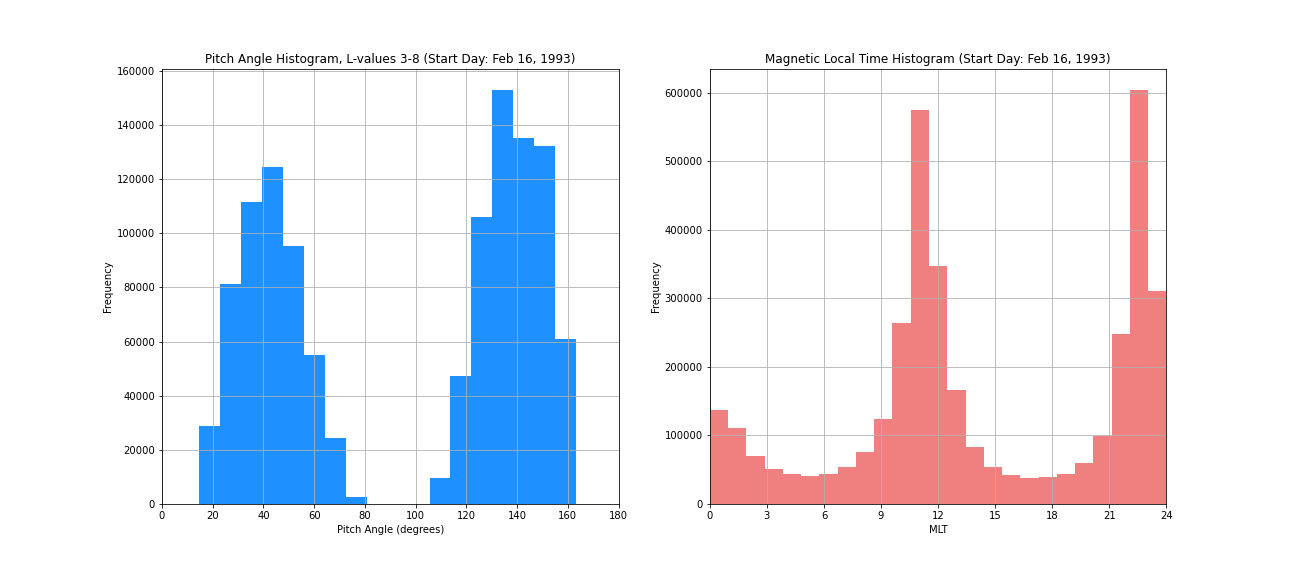 Pitch Angle Histogram, L-values 3-8 (Start Day: Feb 16, 1993)
160000
140000
120000
100000
80000
60000
40000
20000
0
Frequency
0 20 40 60 80 100 120 140 160 180
Pitch Angle (degrees)
Magnetic Local Time Histogram (Start Day: Feb 16, 1993)
600000
500000
400000
300000
200000
100000
0
Frequency
0 3 6 9 12 15 18 21 24
MLT